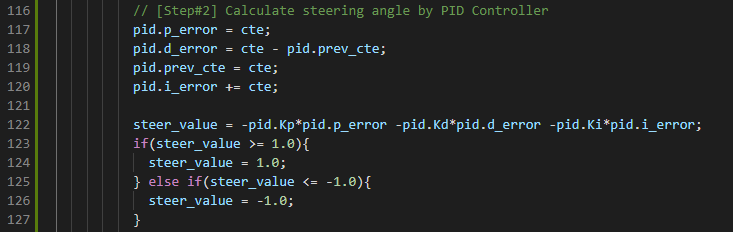 116 // [Step#2] Calculate steering angle by PID Controller
117 pid.p_error = cte;
118 pid.d_error = cte - pid.prev_cte;
119 pid.prev_cte = cte;
120 pid.i_error += cte;
121
122 steer_value = -pid.Kp*pid.p_error -pid.Kd*pid.d_error -pid.Ki*pid.i_error;
123 if(steer_value >= 1.0){
124 steer_value = 1.0;
125 } else if(steer_value <= -1.0){
126 steer_value = -1.0;
127 }